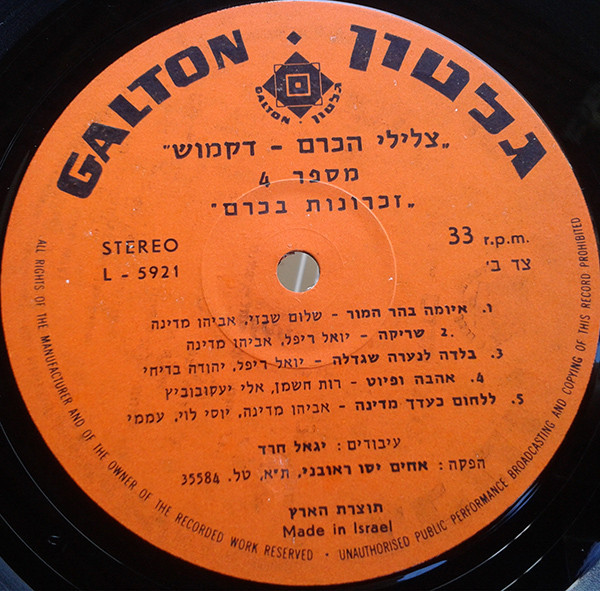 GALTON • גלטון
GALTON גלטון
"צלילי הכרם - דקמוש"
מספר 4
"זכרונות בכרם"
STEREO
L - 5921
33 r.p.m.
צד ב'
1. איומה בהר המור - שלום שבזי, אביהו מדינה
2. שריקה - יואל ריפל, אביהו מדינה
3. בלדה לנערה שגדלה - יואל ריפל, יהודה בדיחי
4. אהבה ופיוט - רות חשמן, אלי יעקובוביץ
5. ללחום כעדך מדינה - אביהו מדינה, יוסי לוי, עממי
עיבודים: יגאל חרד
הפקה: אחים יסו ראובני, ת"א, טל. 35584
תוצרת הארץ
Made in Israel
ALL RIGHTS OF THE MANUFACTURER AND OF THE OWNER OF THE RECORDED WORK RESERVED • UNAUTHORISED PUBLIC PERFORMANCE BROADCASTING AND COPYING OF THIS RECORD PROHIBITED